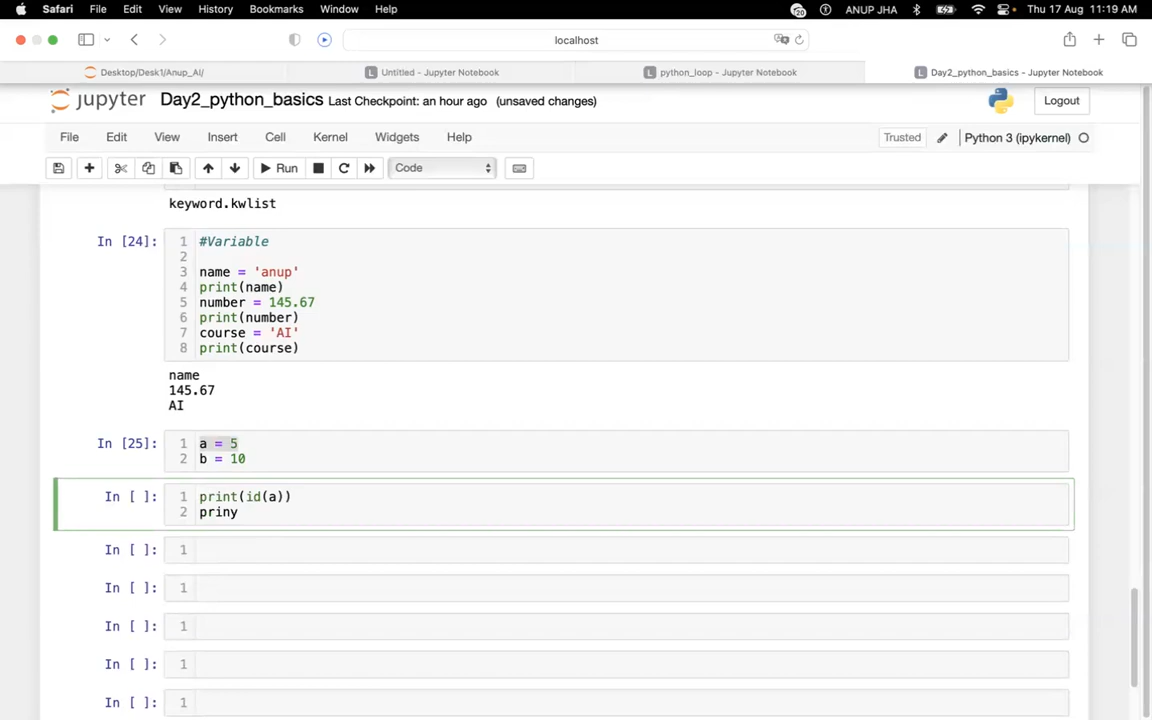 Safari File Edit View History Bookmarks Window Help 20 ANUP JHA Thu 17 Aug 11:19 AM
localhost
Desktop/Desk1/Anup_AI/ L Untitled - Jupyter Notebook L python_loop - Jupyter Notebook L Day2_python_basics - Jupyter Notebook
jupyter Day2_python_basics Last Checkpoint: an hour ago (unsaved changes) Logout
File Edit View Insert Cell Kernel Widgets Help Trusted Python 3 (ipykernel)
Run Code
keyword.kwlist
In [24]: 1 #Variable
2
3 name = 'anup'
4 print(name)
5 number = 145.67
6 print(number)
7 course = 'AI'
8 print(course)
name
145.67
AI
In [25]: 1 a = 5
2 b = 10
In [ ]: 1 print(id(a))
2 priny
In [ ]: 1
In [ ]: 1
In [ ]: 1
In [ ]: 1
In [ ]: 1